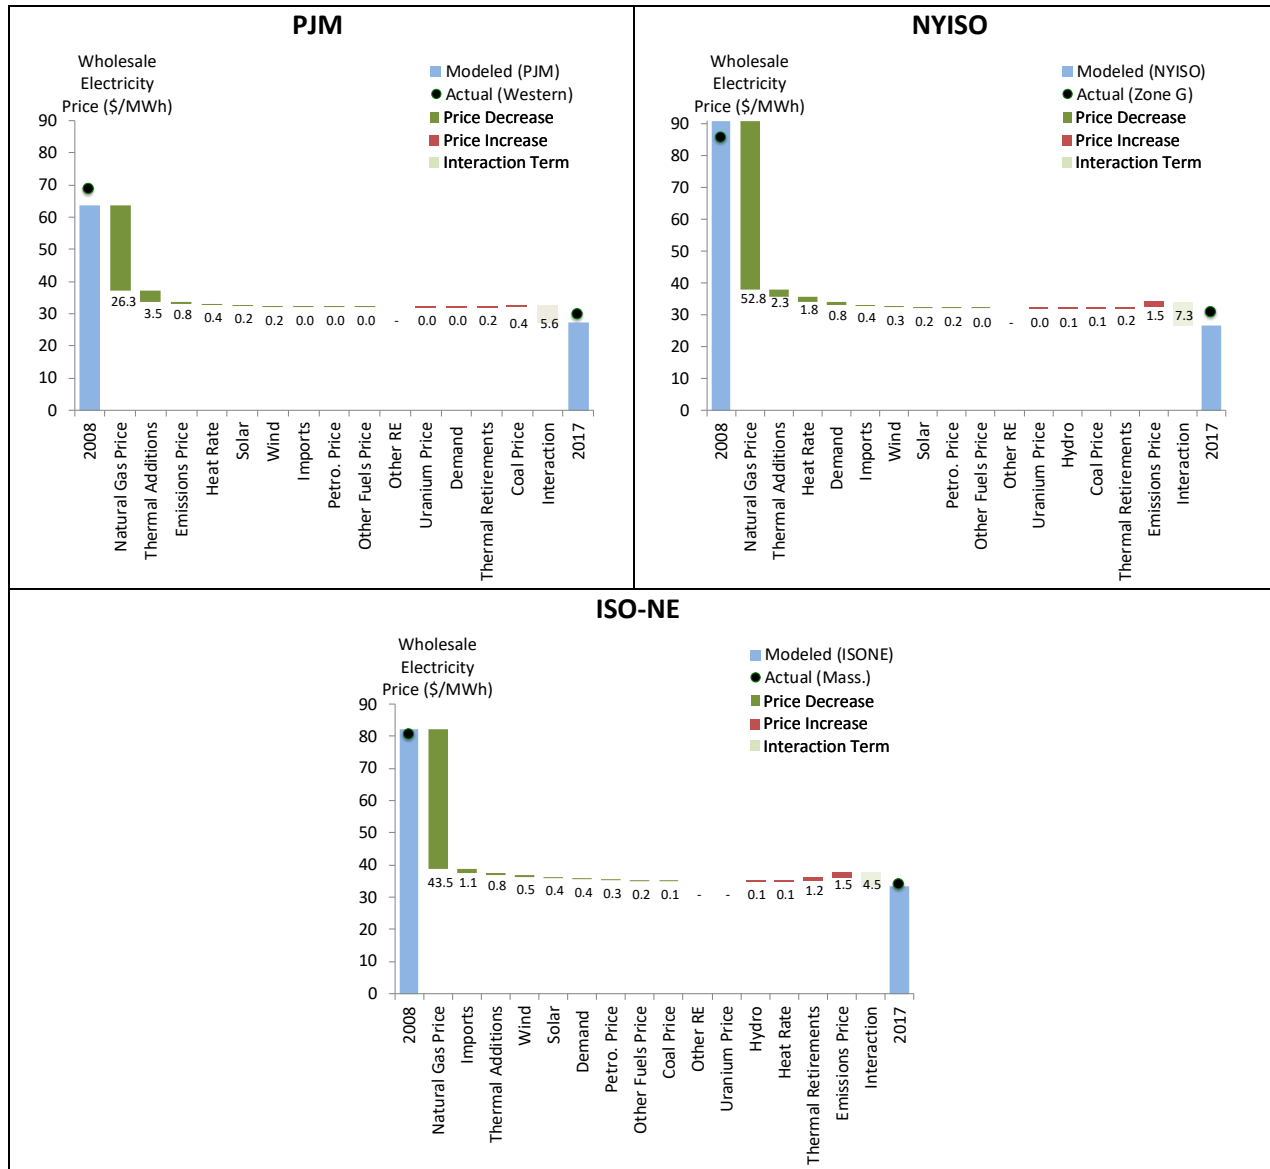 PJM
Wholesale
Electricity
Price ($/MWh)
Modeled (PJM)
Actual (Western)
Price Decrease
Price Increase
Interaction Term
90
80
70
60
50
40
30
20
10
0
26.3
3.5
0.8
0.4
0.2
0.2
0.0
0.0
0.0
-
0.0
0.0
0.2
0.4
5.6
2008
Natural Gas Price
Thermal Additions
Emissions Price
Heat Rate
Solar
Wind
Imports
Petro. Price
Other Fuels Price
Other RE
Uranium Price
Demand
Thermal Retirements
Coal Price
Interaction
2017
NYISO
Wholesale
Electricity
Price ($/MWh)
Modeled (NYISO)
Actual (Zone G)
Price Decrease
Price Increase
Interaction Term
90
80
70
60
50
40
30
20
10
0
52.8
2.3
1.8
0.8
0.4
0.3
0.2
0.2
0.0
-
0.0
0.1
0.1
0.2
1.5
7.3
2008
Natural Gas Price
Thermal Additions
Heat Rate
Demand
Imports
Wind
Solar
Petro. Price
Other Fuels Price
Other RE
Uranium Price
Hydro
Coal Price
Thermal Retirements
Emissions Price
Interaction
2017
ISO-NE
Wholesale
Electricity
Price ($/MWh)
Modeled (ISONE)
Actual (Mass.)
Price Decrease
Price Increase
Interaction Term
90
80
70
60
50
40
30
20
10
0
43.5
1.1
0.8
0.5
0.4
0.4
0.3
0.2
0.1
-
-
0.1
0.1
1.2
1.5
4.5
2008
Natural Gas Price
Imports
Thermal Additions
Wind
Solar
Demand
Petro. Price
Other Fuels Price
Coal Price
Other RE
Uranium Price
Hydro
Heat Rate
Thermal Retirements
Emissions Price
Interaction
2017